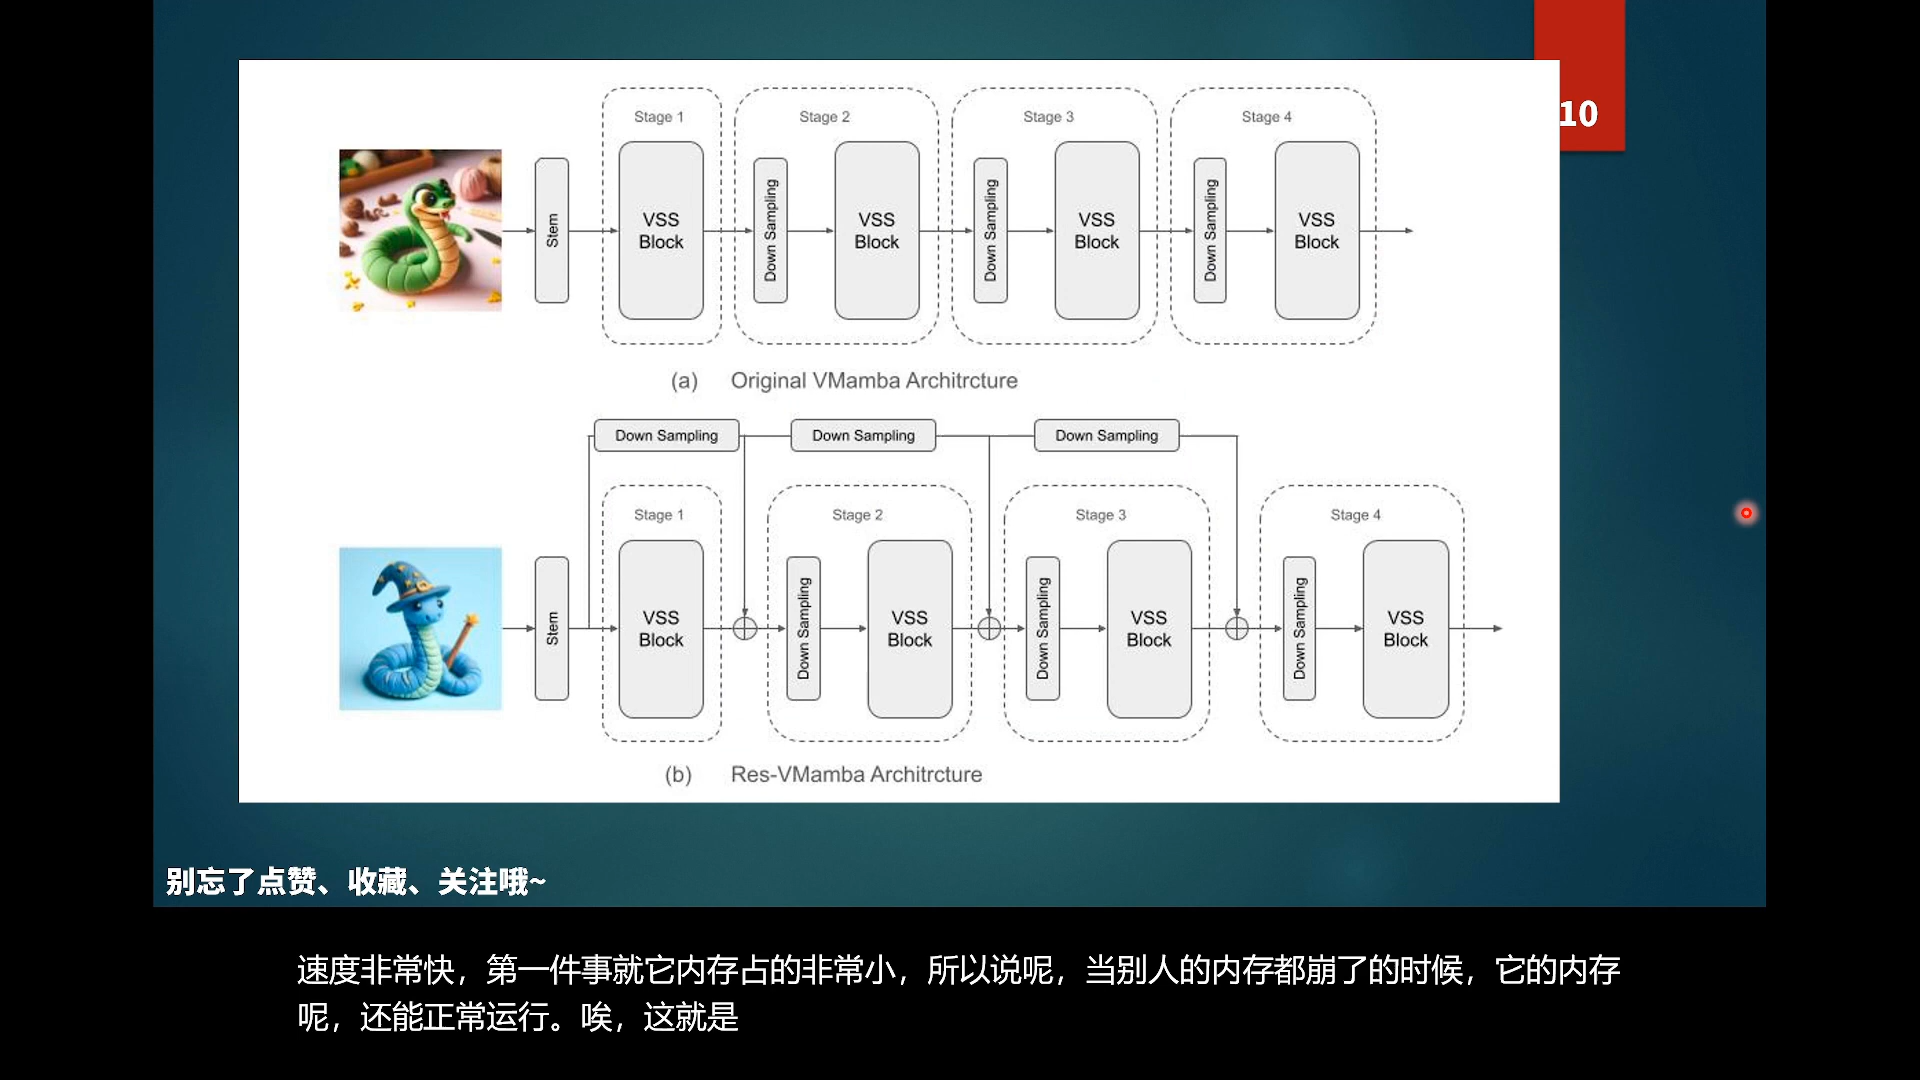 10
Stage 1
Stage 2
Stage 3
Stage 4
Stem
VSS
Block
Down Sampling
VSS
Block
Down Sampling
VSS
Block
Down Sampling
VSS
Block
(a) Original VMamba Architrcture
Down Sampling
Down Sampling
Down Sampling
Stage 1
Stage 2
Stage 3
Stage 4
Stem
VSS
Block
Down Sampling
VSS
Block
Down Sampling
VSS
Block
Down Sampling
VSS
Block
(b) Res-VMamba Architrcture
别忘了点赞、收藏、关注哦~
速度非常快，第一件事就它内存占的非常小，所以说呢，当别人的内存都崩了的时候，它的内存
呢，还能正常运行。唉，这就是